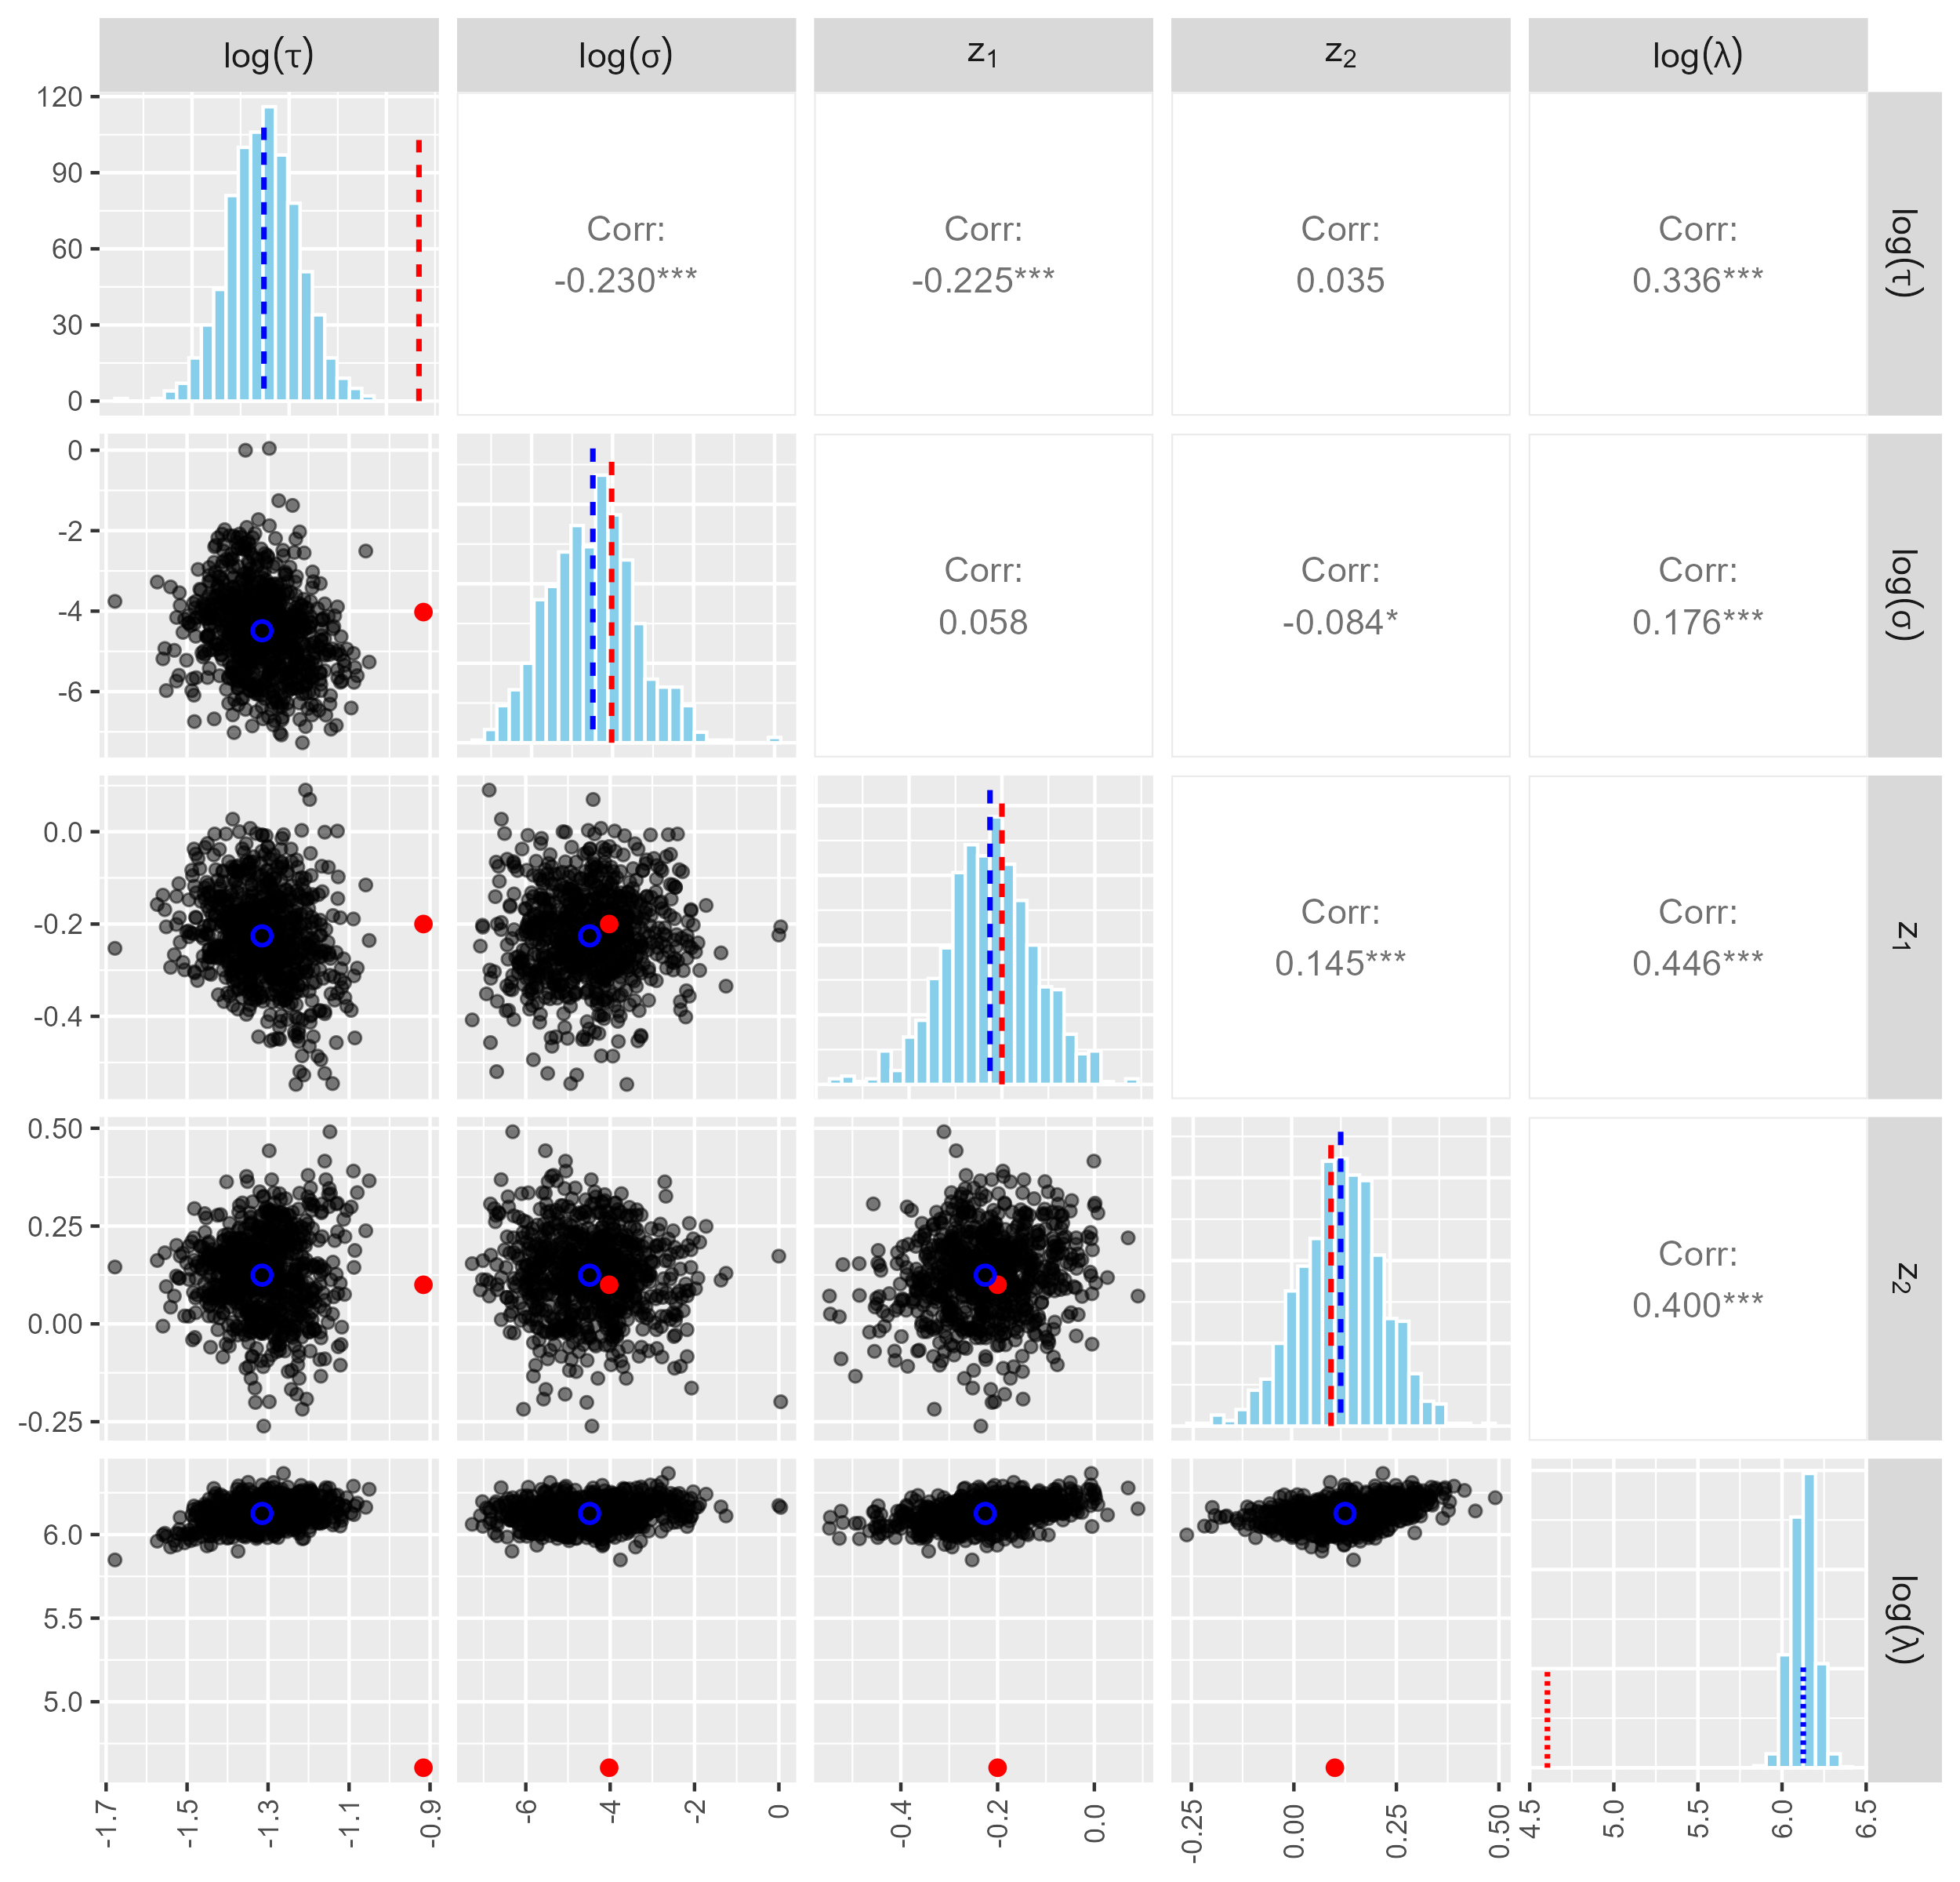 log(τ) log(σ) z₁ z₂ log(λ)
120
90
60
30
0
Corr:
-0.230***
Corr:
-0.225***
Corr:
0.035
Corr:
0.336***
log(τ)
0
-2
-4
-6
Corr:
0.058
Corr:
-0.084*
Corr:
0.176***
log(σ)
0.0
-0.2
-0.4
Corr:
0.145***
Corr:
0.446***
z₁
0.50
0.25
0.00
-0.25
Corr:
0.400***
z₂
6.0
5.5
5.0
log(λ)
-1.7 -1.5 -1.3 -1.1 -0.9 -6 -4 -2 0 -0.4 -0.2 0.0 -0.25 0.00 0.25 0.50 4.5 5.0 5.5 6.0 6.5